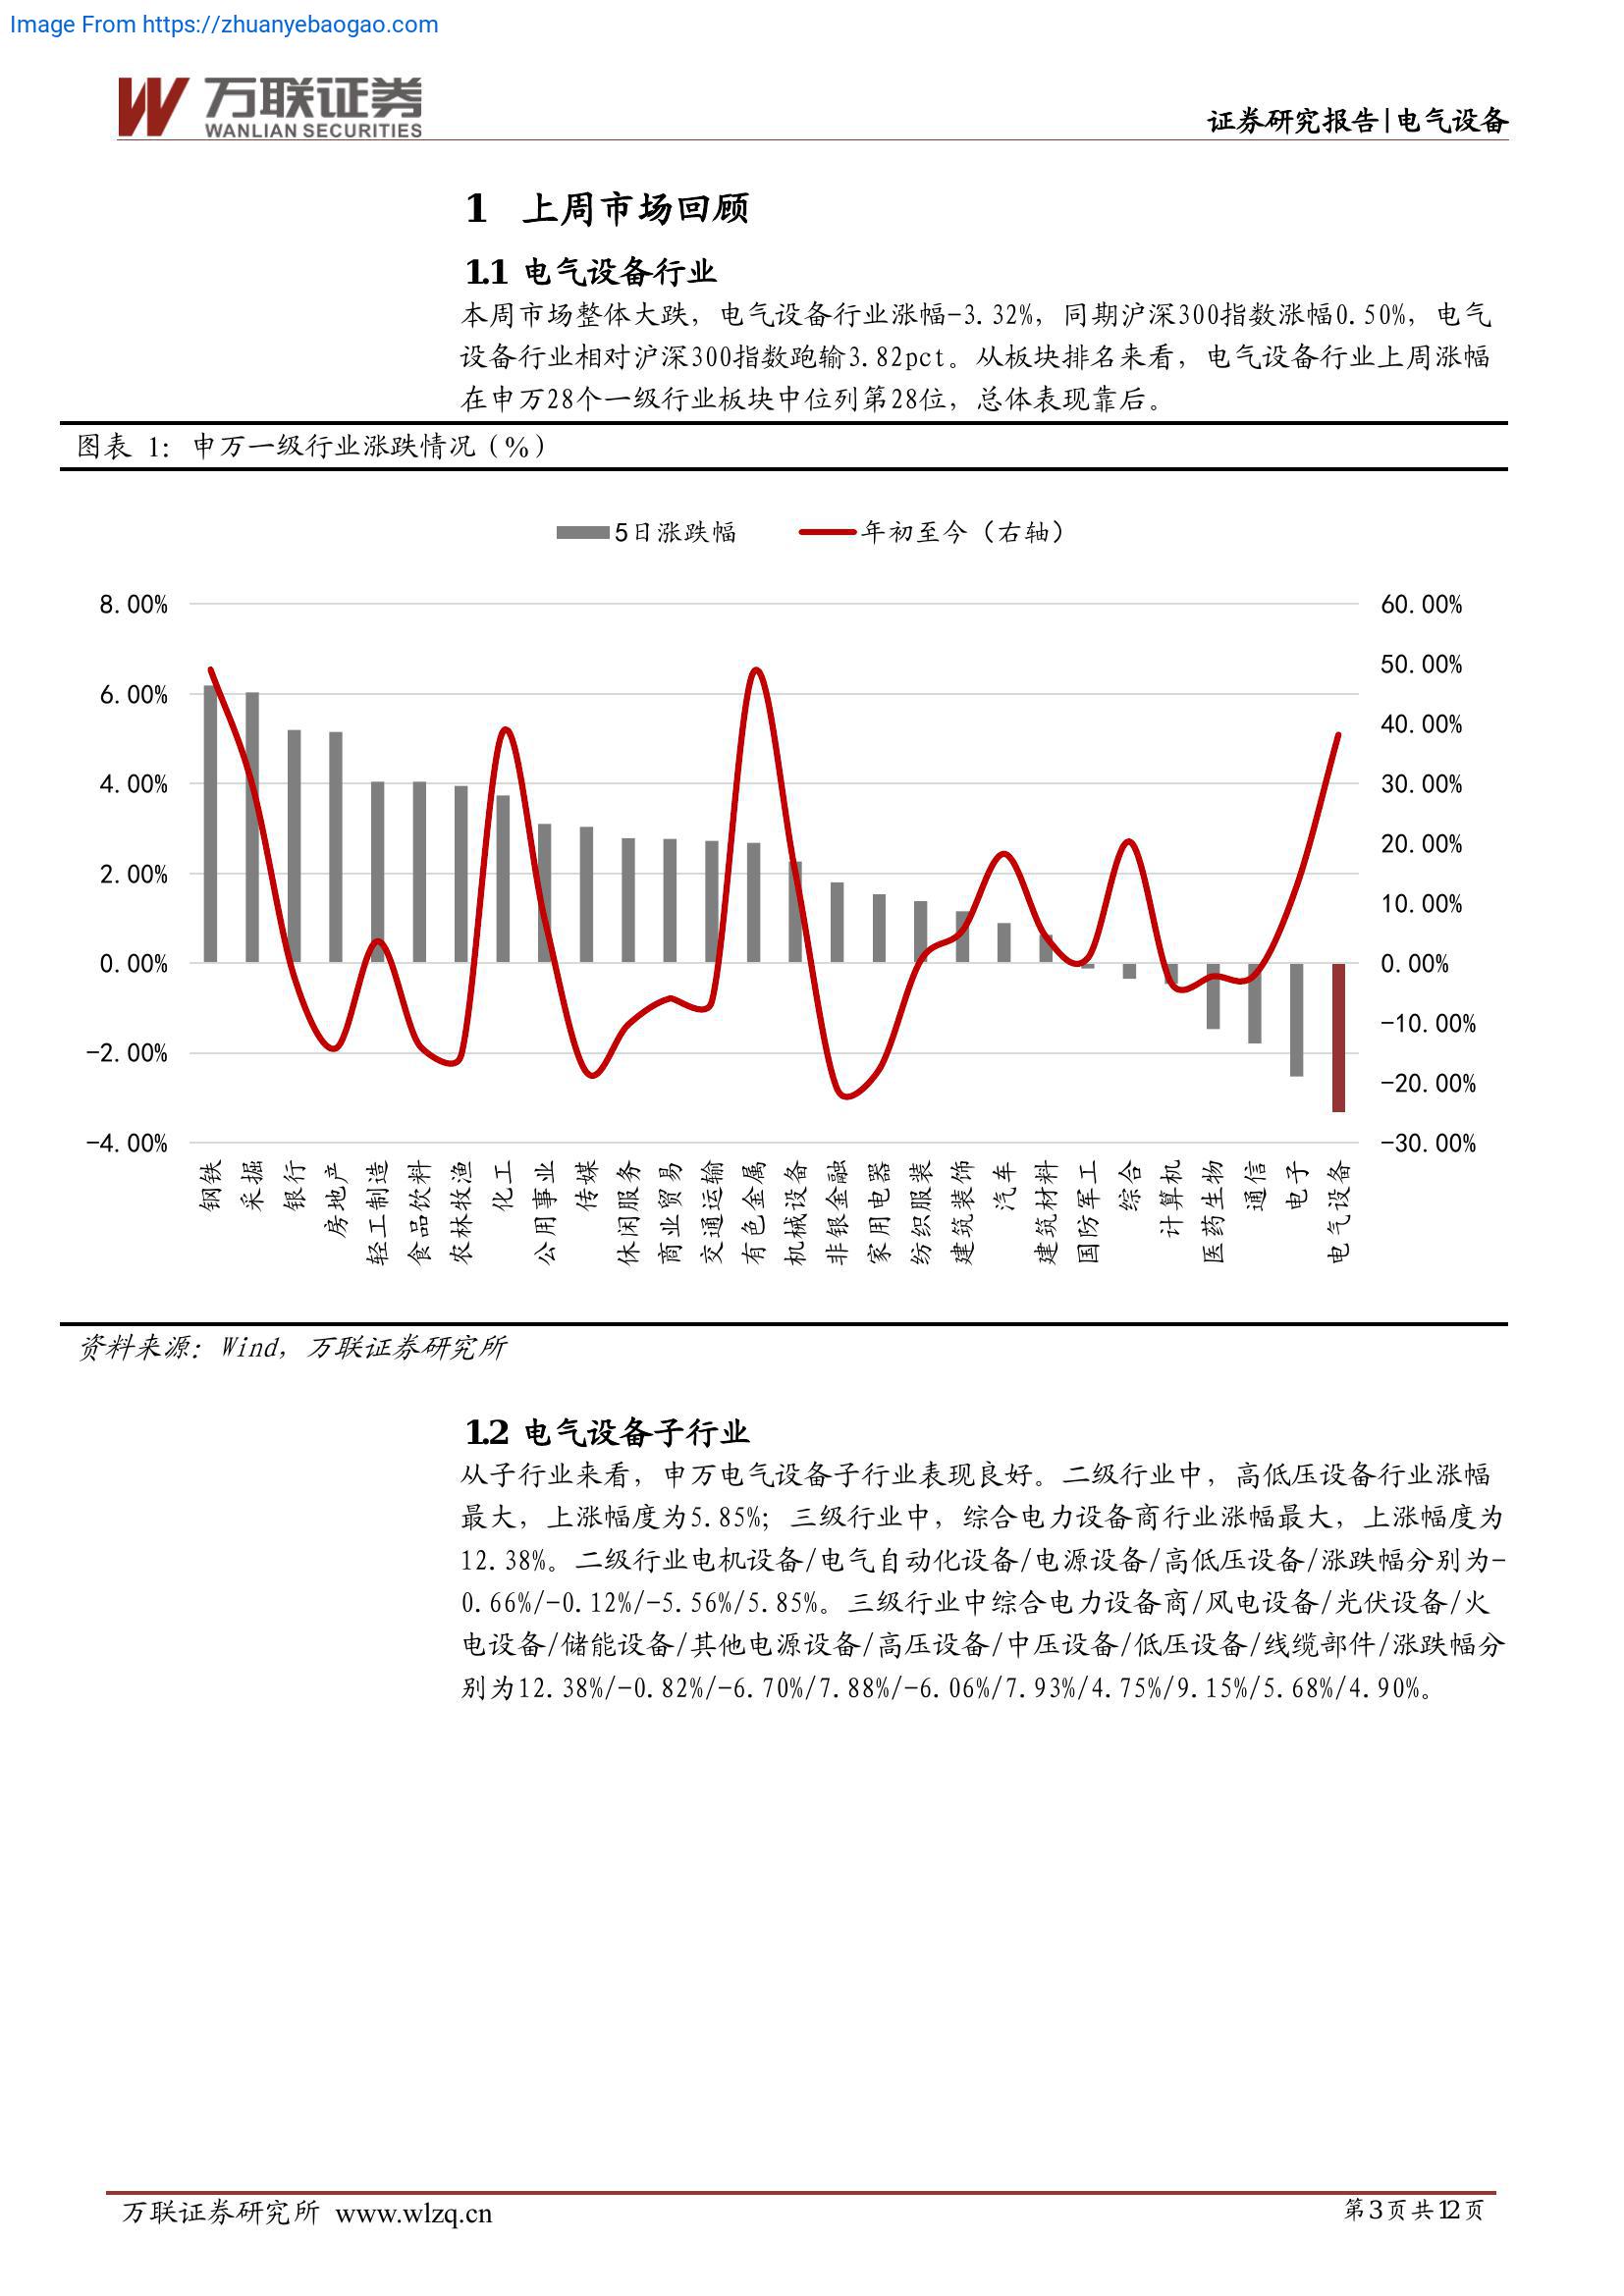 Image From https://zhuanyebaogao.com
万联证券
WANLIAN SECURITIES
证券研究报告|电气设备
1 上周市场回顾
1.1 电气设备行业
本周市场整体大跌，电气设备行业涨幅-3.32%，同期沪深300指数涨幅0.50%，电气
设备行业相对沪深300指数跑输3.82pct。从板块排名来看，电气设备行业上周涨幅
在申万28个一级行业板块中位列第28位，总体表现靠后。
图表 1：申万一级行业涨跌情况（%）
5日涨跌幅
年初至今（右轴）
8.00%
6.00%
4.00%
2.00%
0.00%
-2.00%
-4.00%
60.00%
50.00%
40.00%
30.00%
20.00%
10.00%
0.00%
-10.00%
-20.00%
-30.00%
钢铁
采掘
银行
房地产
轻工制造
食品饮料
农林牧渔
化工
公用事业
传媒
休闲服务
商业贸易
交通运输
有色金属
机械设备
非银金融
家用电器
纺织服装
建筑装饰
汽车
建筑材料
国防军工
综合
计算机
医药生物
通信
电子
电气设备
资料来源：Wind，万联证券研究所
1.2 电气设备子行业
从子行业来看，申万电气设备子行业表现良好。二级行业中，高低压设备行业涨幅
最大，上涨幅度为5.85%；三级行业中，综合电力设备商行业涨幅最大，上涨幅度为
12.38%。二级行业电机设备/电气自动化设备/电源设备/高低压设备/涨跌幅分别为-
0.66%/-0.12%/-5.56%/5.85%。三级行业中综合电力设备商/风电设备/光伏设备/火
电设备/储能设备/其他电源设备/高压设备/中压设备/低压设备/线缆部件/涨跌幅分
别为12.38%/-0.82%/-6.70%/7.88%/-6.06%/7.93%/4.75%/9.15%/5.68%/4.90%。
万联证券研究所 www.wlzq.cn
第3页共12页